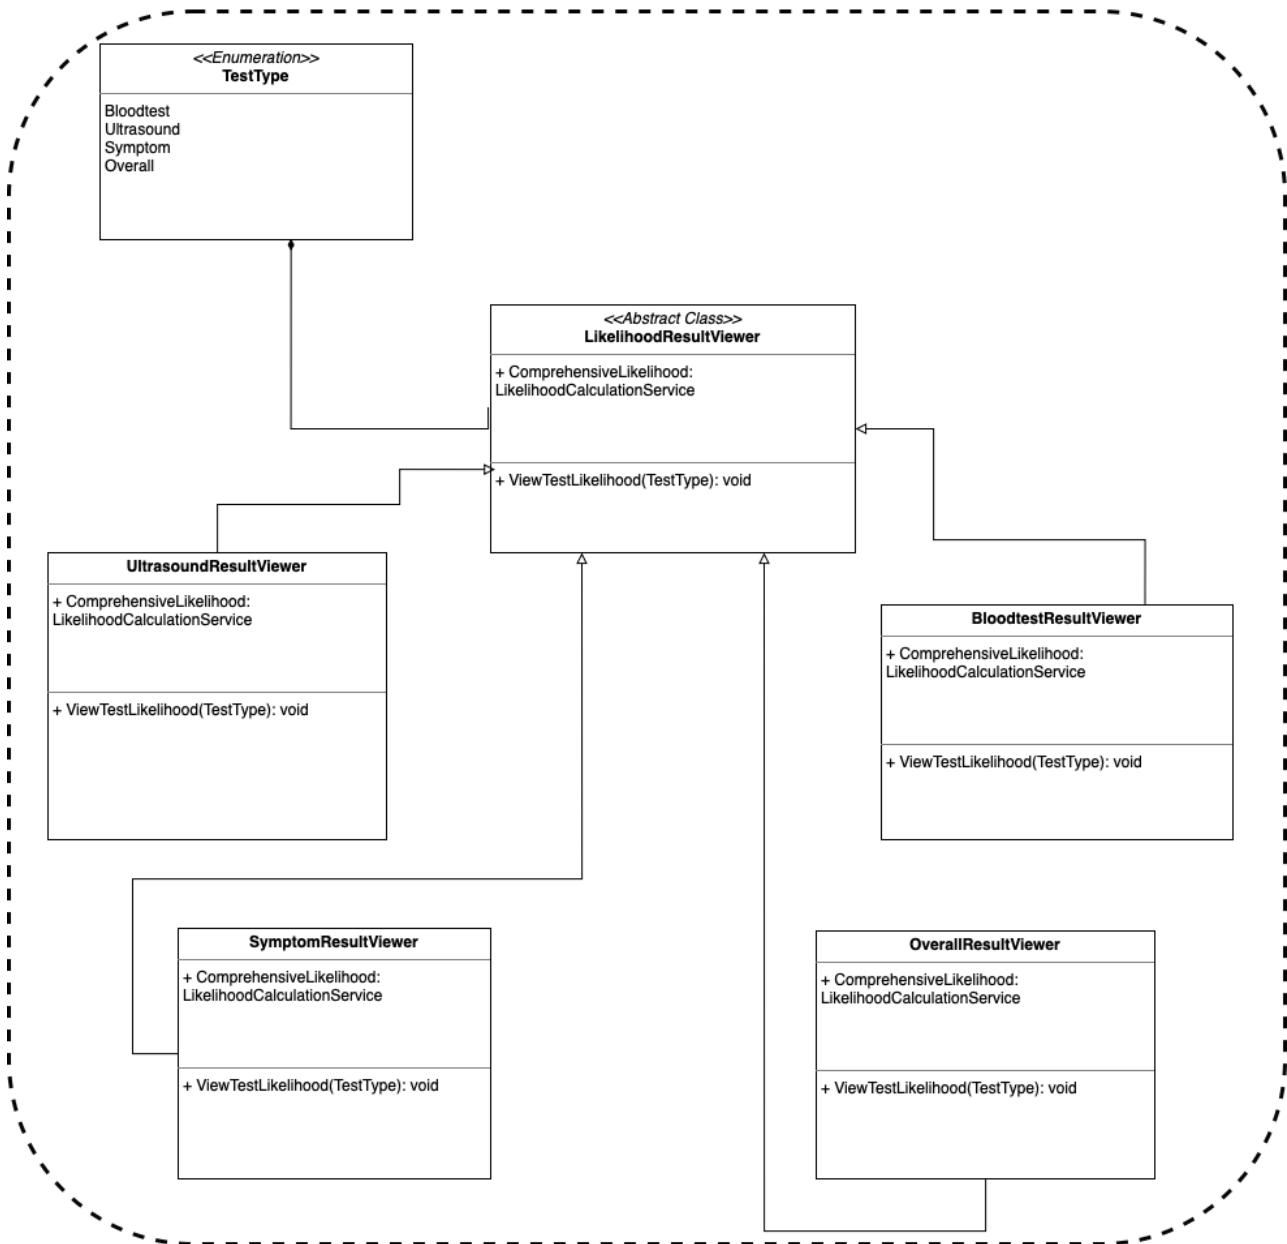 <<Enumeration>>
TestType
Bloodtest
Ultrasound
Symptom
Overall
<<Abstract Class>>
LikelihoodResultViewer
+ ComprehensiveLikelihood:
LikelihoodCalculationService
+ ViewTestLikelihood(TestType): void
UltrasoundResultViewer
+ ComprehensiveLikelihood:
LikelihoodCalculationService
+ ViewTestLikelihood(TestType): void
BloodtestResultViewer
+ ComprehensiveLikelihood:
LikelihoodCalculationService
+ ViewTestLikelihood(TestType): void
SymptomResultViewer
+ ComprehensiveLikelihood:
LikelihoodCalculationService
+ ViewTestLikelihood(TestType): void
OverallResultViewer
+ ComprehensiveLikelihood:
LikelihoodCalculationService
+ ViewTestLikelihood(TestType): void